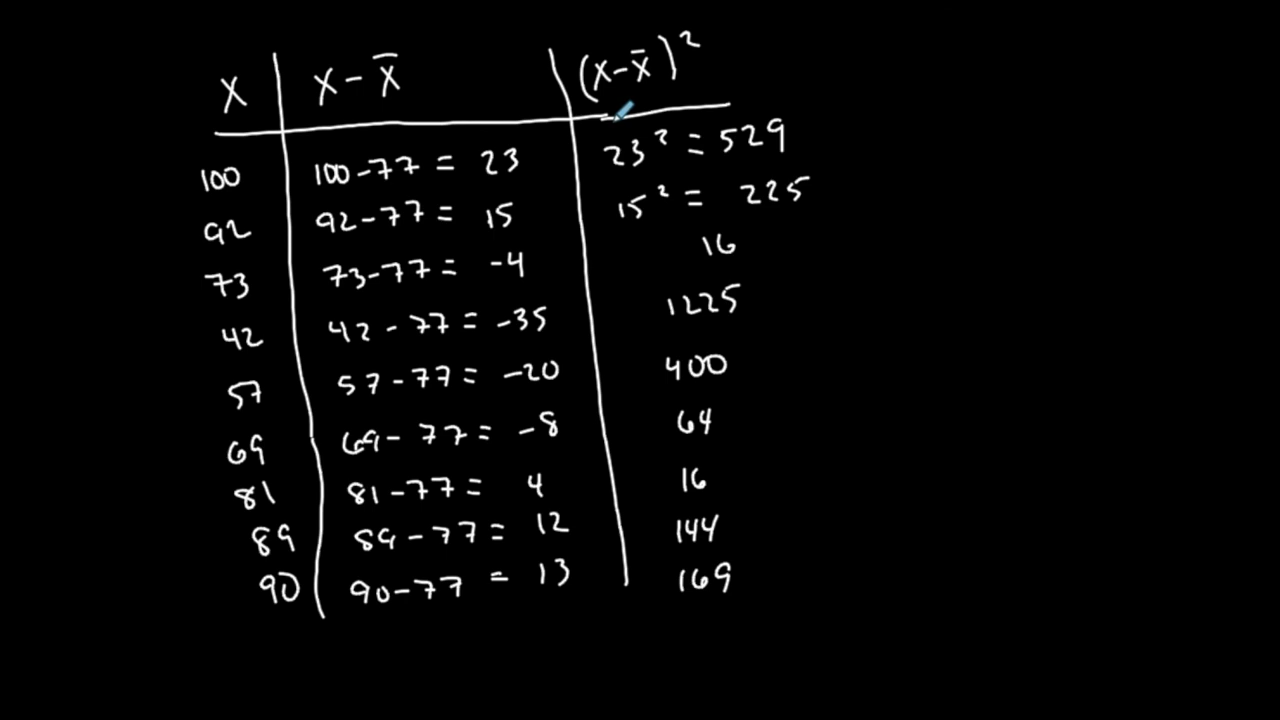 X X - X̄ (X-X̄)²
100 100-77 = 23 23² = 529
92 92-77 = 15 15² = 225
73 73-77 = -4 16
42 42-77 = -35 1225
57 57-77 = -20 400
69 69-77 = -8 64
81 81-77 = 4 16
89 89-77 = 12 144
90 90-77 = 13 169